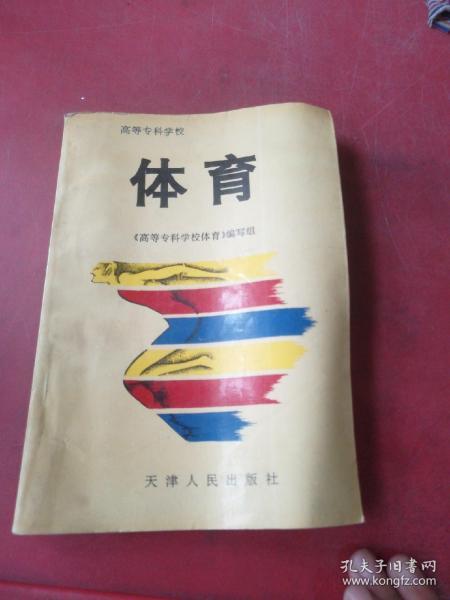 高等专科学校
体育
《高等专科学校体育》编写组
天津人民出版社
孔夫子旧书网
www.kongfz.com